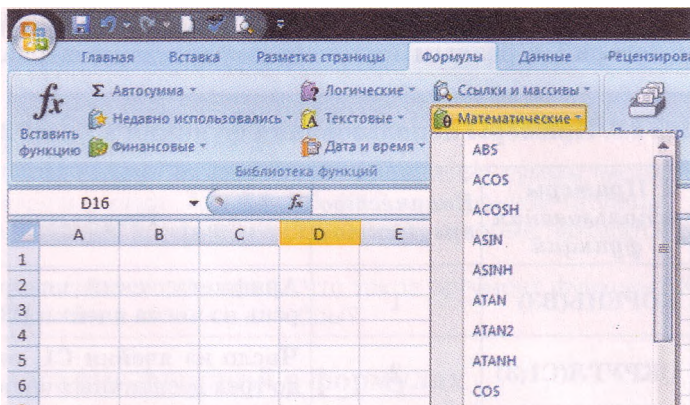 Главная Вставка Разметка страницы Формулы Данные Рецензиров
fx Σ Автосумма Логические Ссылки и массивы
Недавно использовались Текстовые Математические
Вставить функцию Финансовые Дата и время
Библиотека функций
D16 fx
A B C D E
1
2
3
4
5
6
ABS
ACOS
ACOSH
ASIN
ASINH
ATAN
ATAN2
ATANH
COS